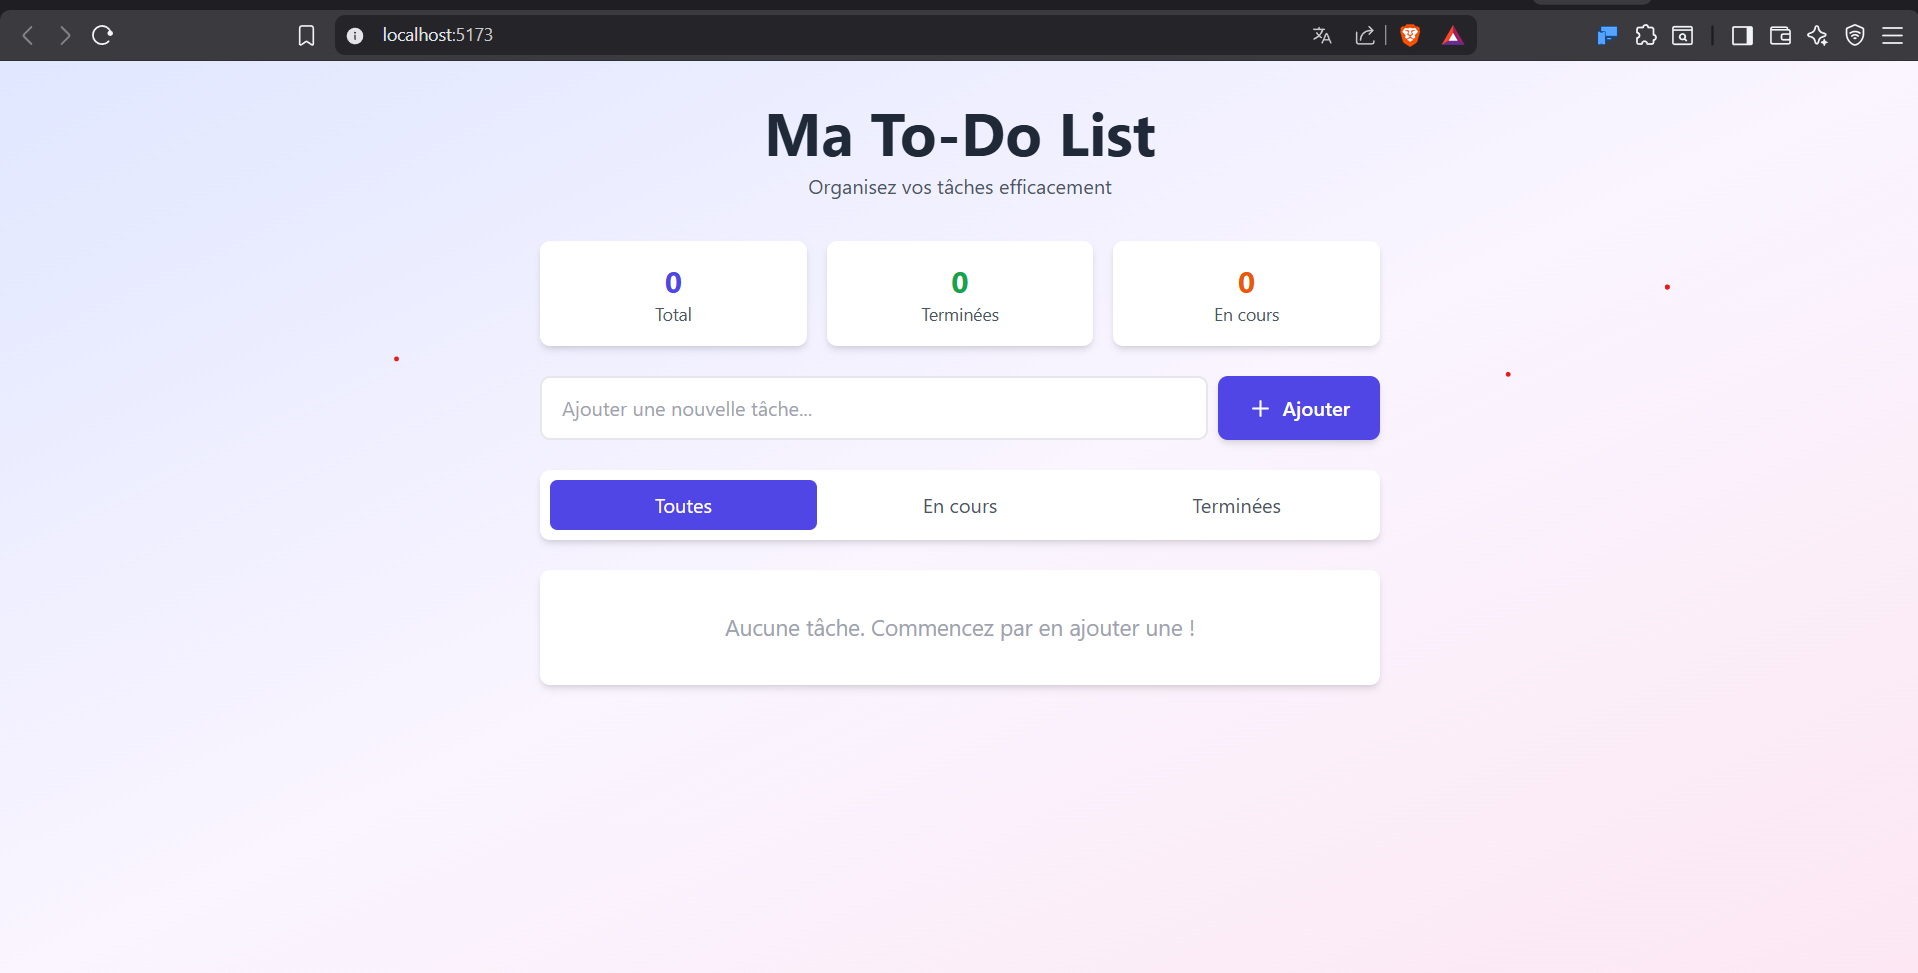 localhost:5173
Ma To-Do List
Organisez vos tâches efficacement
0
Total
0
Terminées
0
En cours
Ajouter une nouvelle tâche...
Ajouter
Toutes
En cours
Terminées
Aucune tâche. Commencez par en ajouter une !